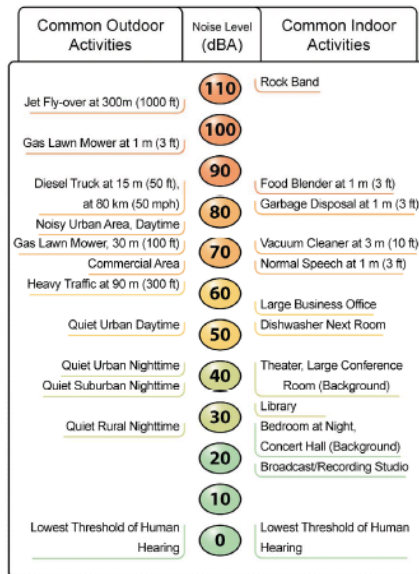 Common Outdoor Activities
Noise Level (dBA)
Common Indoor Activities
110
Rock Band
Jet Fly-over at 300m (1000 ft)
100
Gas Lawn Mower at 1 m (3 ft)
90
Diesel Truck at 15 m (50 ft),
at 80 km (50 mph)
Food Blender at 1 m (3 ft)
80
Garbage Disposal at 1 m (3 ft)
Noisy Urban Area, Daytime
Gas Lawn Mower, 30 m (100 ft)
70
Vacuum Cleaner at 3 m (10 ft)
Commercial Area
Normal Speech at 1 m (3 ft)
Heavy Traffic at 90 m (300 ft)
60
Large Business Office
Quiet Urban Daytime
50
Dishwasher Next Room
Quiet Urban Nighttime
40
Theater, Large Conference
Room (Background)
Quiet Suburban Nighttime
30
Library
Quiet Rural Nighttime
Bedroom at Night,
Concert Hall (Background)
20
Broadcast/Recording Studio
10
Lowest Threshold of Human
Hearing
0
Lowest Threshold of Human
Hearing